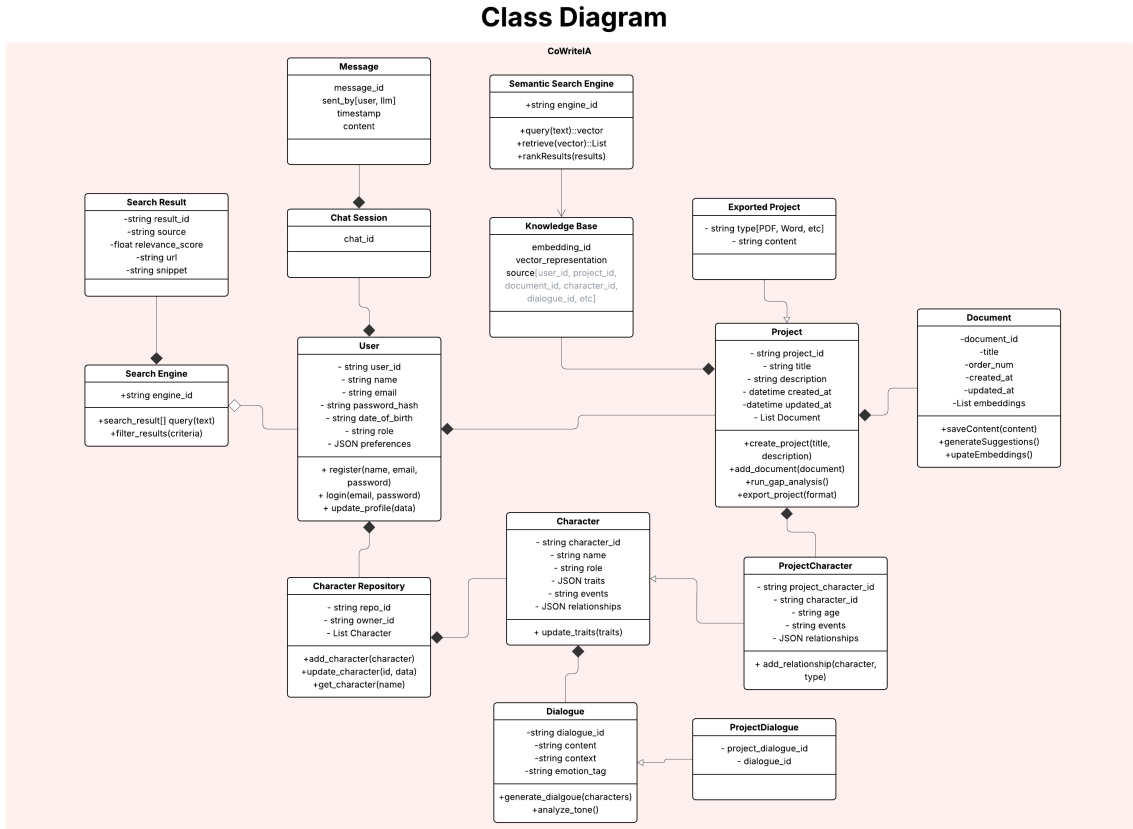 Class Diagram
CoWriteIA
Message
message_id
sent_by[user, llm]
timestamp
content
Semantic Search Engine
+string engine_id
+query(text)::vector
+retrieve(vector)::List
+rankResults(results)
Search Result
-string result_id
-string source
-float relevance_score
-string url
-string snippet
Chat Session
chat_id
Knowledge Base
embedding_id
vector_representation
source[user_id, project_id,
document_id, character_id,
dialogue_id, etc]
Exported Project
- string type[PDF, Word, etc]
- string content
Document
-document_id
-title
-order_num
-created_at
-updated_at
-List embeddings
+saveContent(content)
+generateSuggestions()
+upateEmbeddings()
Project
- string project_id
- string title
- string description
- datetime created_at
-datetime updated_at
- List Document
+create_project(title,
description)
+add_document(document)
+run_gap_analysis()
+export_project(format)
User
- string user_id
- string name
- string email
- string password_hash
- string date_of_birth
- string role
- JSON preferences
+ register(name, email,
password)
+ login(email, password)
+ update_profile(data)
Search Engine
+string engine_id
+search_result[] query(text)
+filter_results(criteria)
Character
- string character_id
- string name
- string role
- JSON traits
- string events
- JSON relationships
+ update_traits(traits)
ProjectCharacter
- string project_character_id
- string character_id
- string age
- string events
- JSON relationships
+ add_relationship(character,
type)
Character Repository
- string repo_id
- string owner_id
- List Character
+add_character(character)
+update_character(id, data)
+get_character(name)
Dialogue
-string dialogue_id
-string content
-string context
-string emotion_tag
+generate_dialgoue(characters)
+analyze_tone()
ProjectDialogue
- project_dialogue_id
- dialogue_id